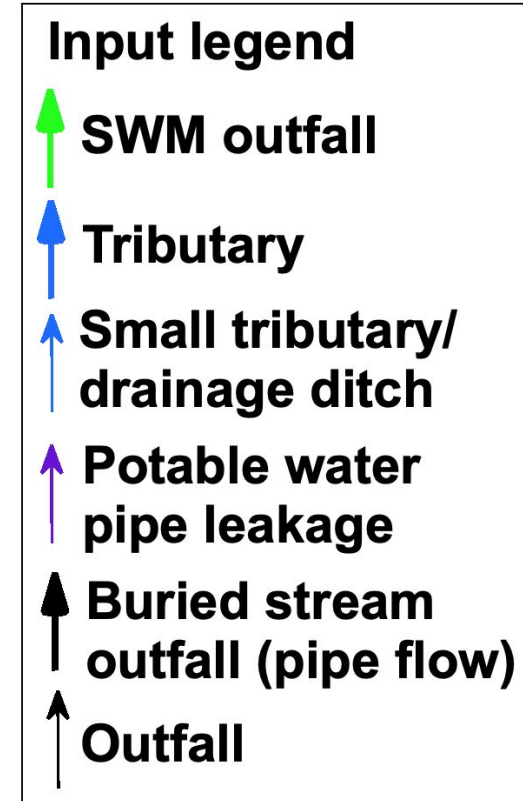 Input legend
SWM outfall
Tributary
Small tributary/
drainage ditch
Potable water
pipe leakage
Buried stream
outfall (pipe flow)
Outfall